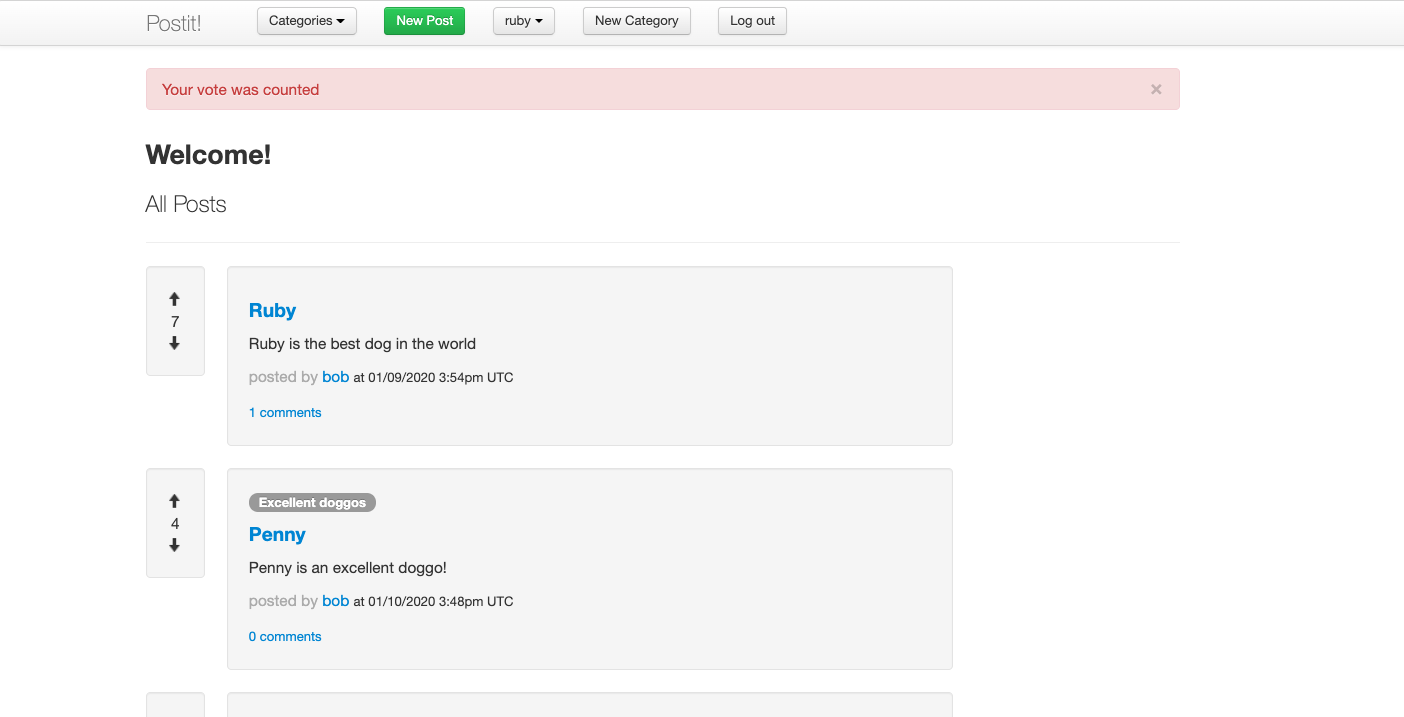 Postit! Categories New Post ruby New Category Log out
Your vote was counted ×
Welcome!
All Posts
7
Ruby
Ruby is the best dog in the world
posted by bob at 01/09/2020 3:54pm UTC
1 comments
4
Excellent doggos
Penny
Penny is an excellent doggo!
posted by bob at 01/10/2020 3:48pm UTC
0 comments